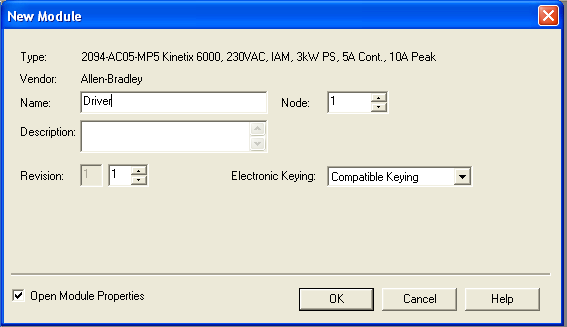 New Module
Type: 2094-AC05-MP5 Kinetix 6000, 230VAC, IAM, 3kW PS, 5A Cont., 10A Peak
Vendor: Allen-Bradley
Name: Driver Node: 1
Description:
Revision: 1 1 Electronic Keying: Compatible Keying
Open Module Properties OK Cancel Help